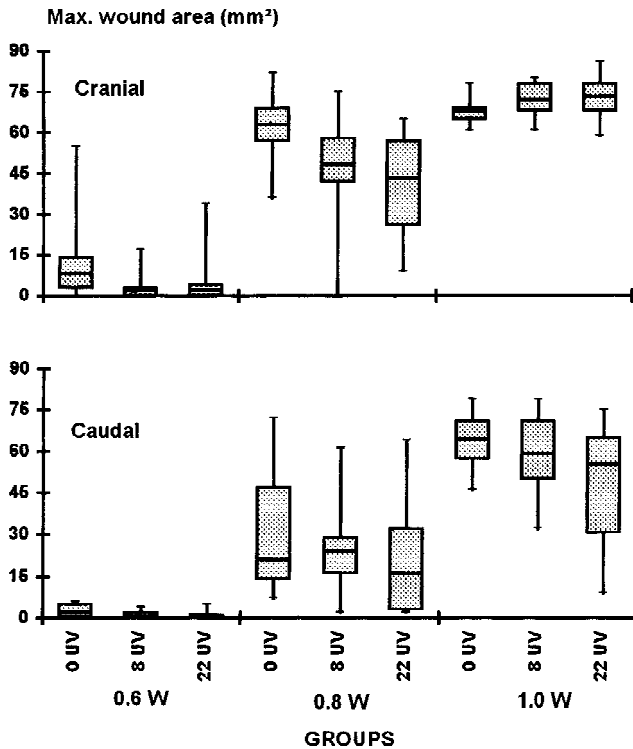 Max. wound area (mm²)
90
75
60
45
30
15
0
Cranial
90
75
60
45
30
15
0
Caudal
0 UV
8 UV
22 UV
0 UV
8 UV
22 UV
0 UV
8 UV
22 UV
0.6 W
0.8 W
1.0 W
GROUPS